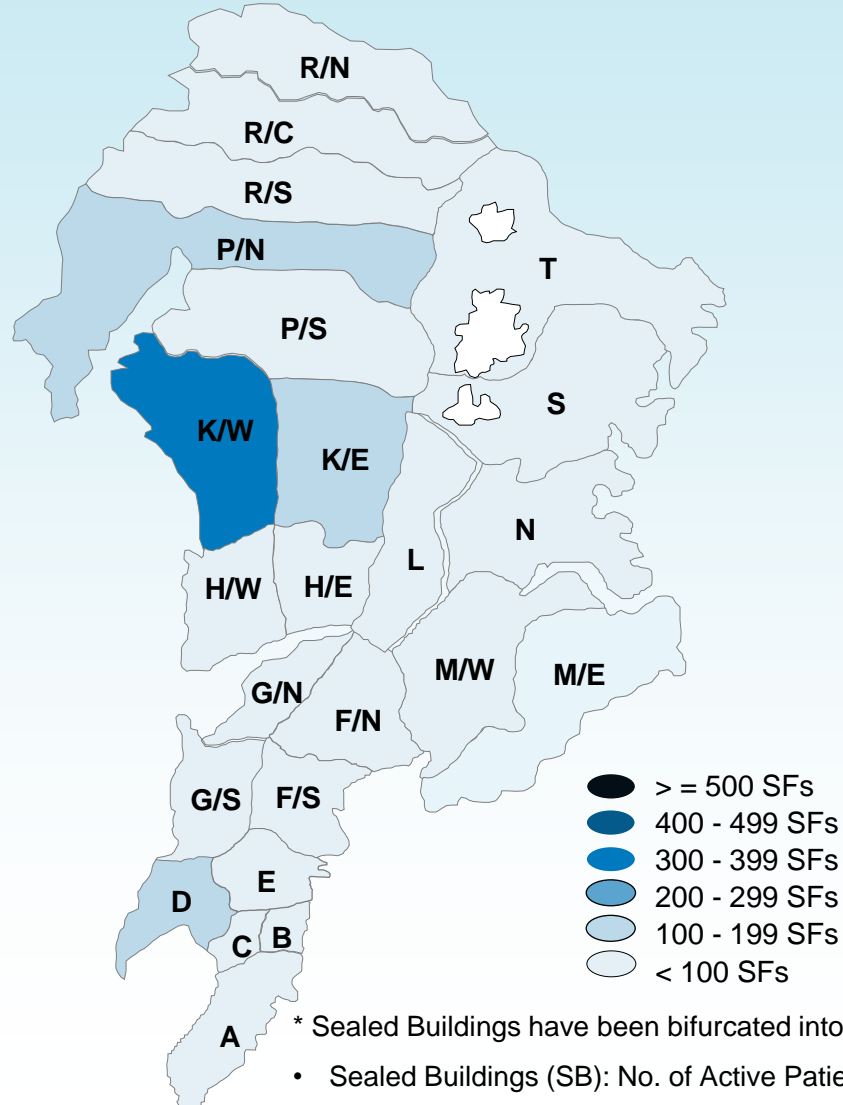 R/N
R/C
R/S
P/N
T
P/S
S
K/W
K/E
N
L
H/W
H/E
M/W
M/E
G/N
F/N
G/S
F/S
E
D
B
C
A
> = 500 SFs
400 - 499 SFs
300 - 399 SFs
200 - 299 SFs
100 - 199 SFs
< 100 SFs
* Sealed Buildings have been bifurcated into
• Sealed Buildings (SB): No. of Active Patie